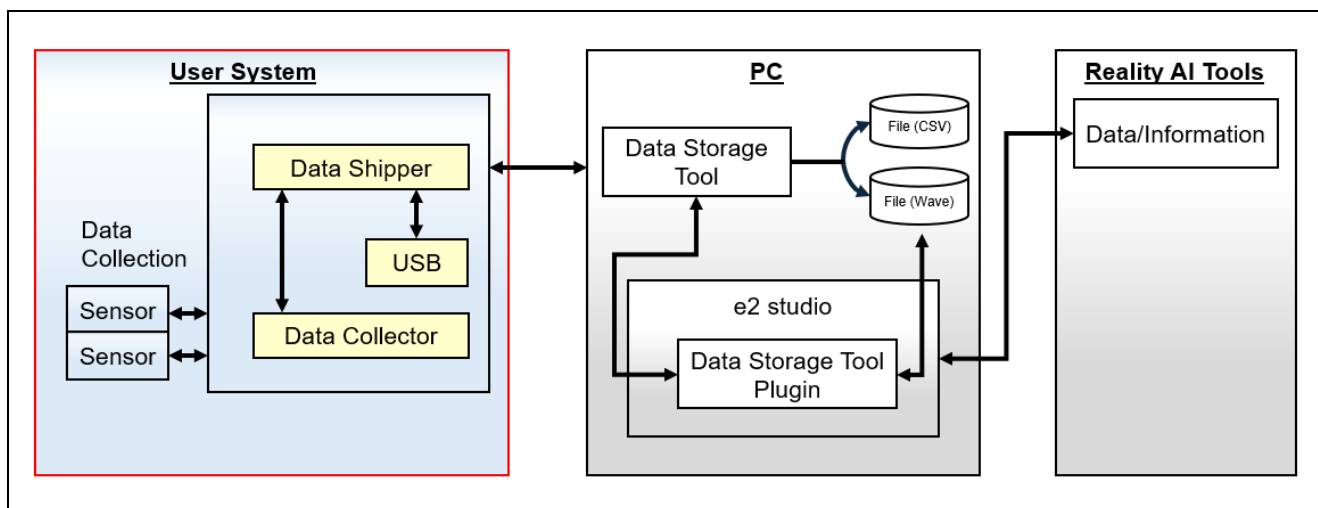 User System
Data Shipper
USB
Data
Collection
Sensor
Sensor
Data Collector
PC
Data Storage
Tool
File (CSV)
File (Wave)
e2 studio
Data Storage Tool
Plugin
Reality AI Tools
Data/Information